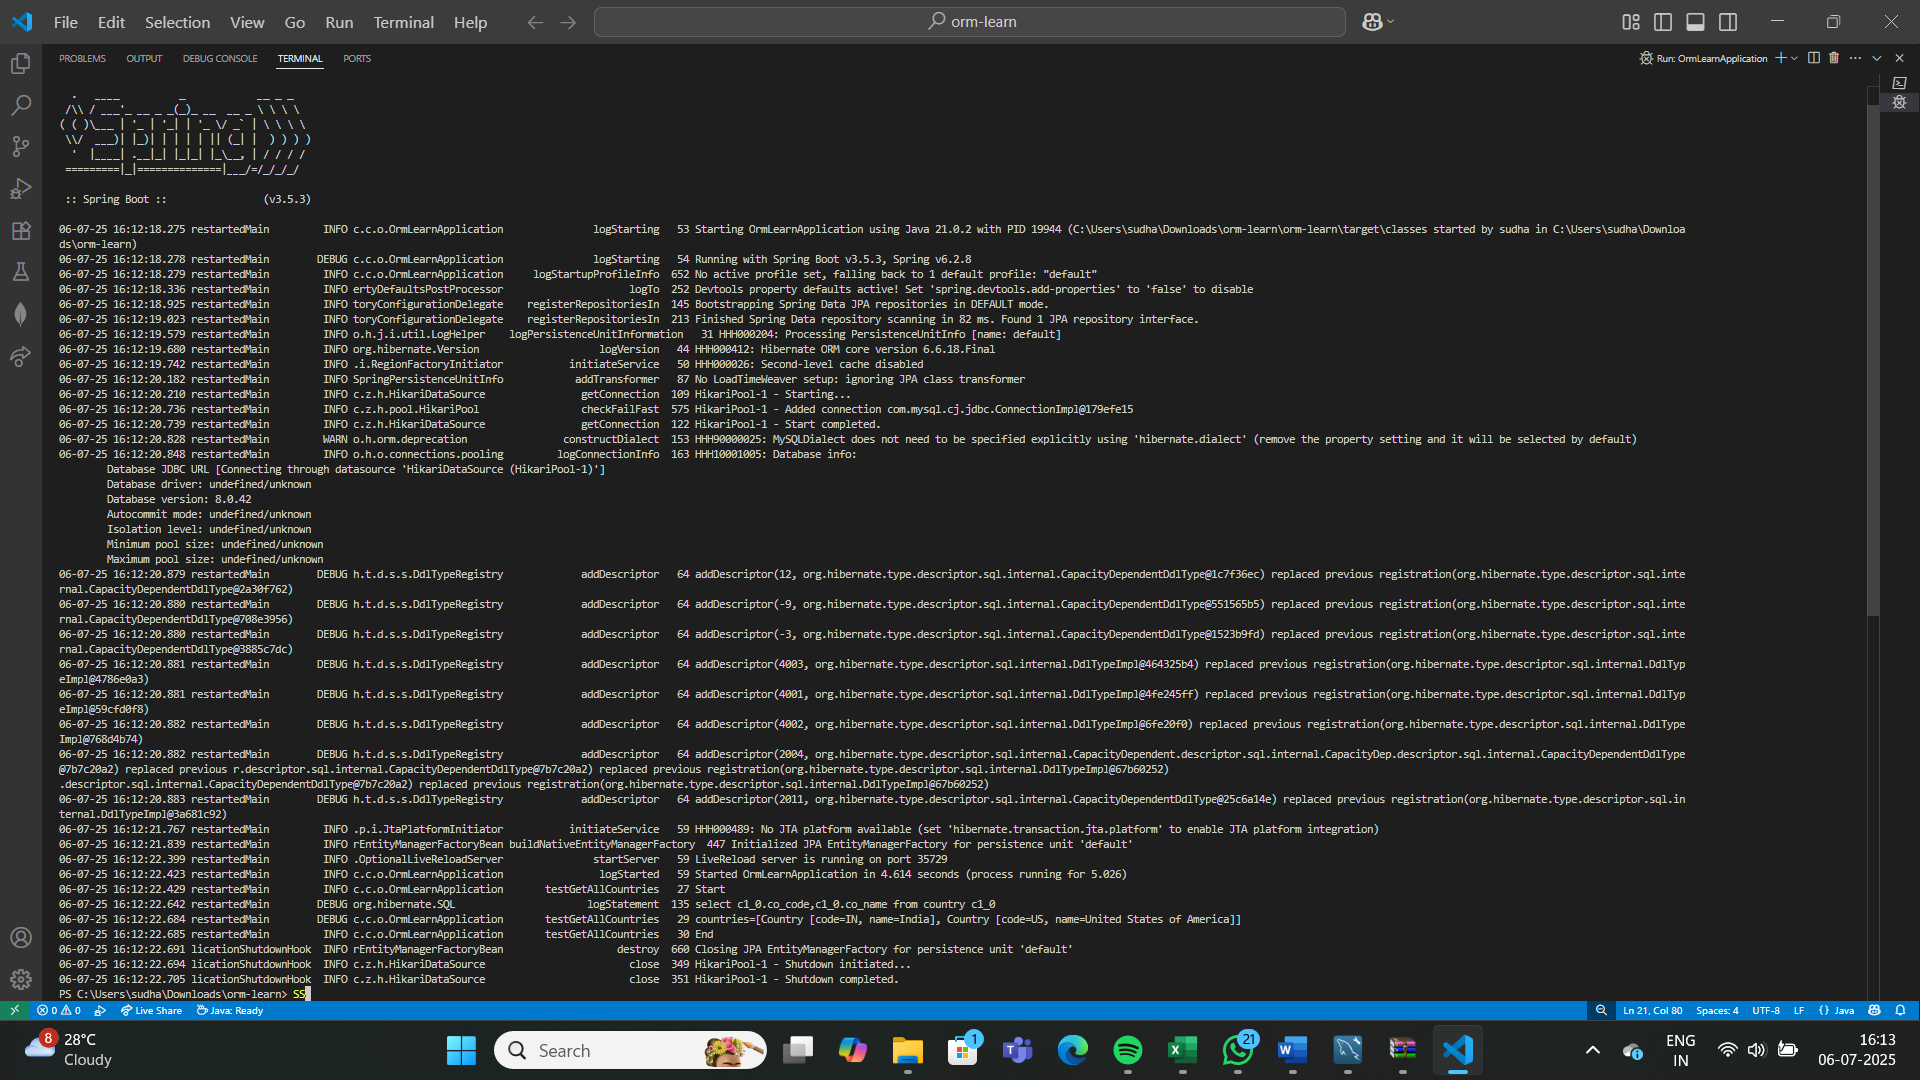 File Edit Selection View Go Run Terminal Help
orm-learn
PROBLEMS OUTPUT DEBUG CONSOLE TERMINAL PORTS
Run: OrmLearnApplication
:: Spring Boot :: (v3.5.3)
06-07-25 16:12:18.275 restartedMain INFO c.c.o.OrmLearnApplication logStarting 53 Starting OrmLearnApplication using Java 21.0.2 with PID 19944 (C:\Users\sudha\Downloads\orm-learn\orm-learn\target\classes started by sudha in C:\Users\sudha\Downloa
ds\orm-learn)
06-07-25 16:12:18.278 restartedMain DEBUG c.c.o.OrmLearnApplication logStarting 54 Running with Spring Boot v3.5.3, Spring v6.2.8
06-07-25 16:12:18.279 restartedMain INFO c.c.o.OrmLearnApplication logStartupProfileInfo 652 No active profile set, falling back to 1 default profile: "default"
06-07-25 16:12:18.336 restartedMain INFO ertyDefaultsPostProcessor logTo 252 Devtools property defaults active! Set 'spring.devtools.add-properties' to 'false' to disable
06-07-25 16:12:18.925 restartedMain INFO toryConfigurationDelegate registerRepositoriesIn 145 Bootstrapping Spring Data JPA repositories in DEFAULT mode.
06-07-25 16:12:19.023 restartedMain INFO toryConfigurationDelegate registerRepositoriesIn 213 Finished Spring Data repository scanning in 82 ms. Found 1 JPA repository interface.
06-07-25 16:12:19.579 restartedMain INFO o.h.j.i.util.LogHelper logPersistenceUnitInformation 31 HHH000204: Processing PersistenceUnitInfo [name: default]
06-07-25 16:12:19.680 restartedMain INFO org.hibernate.Version logVersion 44 HHH000412: Hibernate ORM core version 6.6.18.Final
06-07-25 16:12:19.742 restartedMain INFO .i.RegionFactoryInitiator initiateService 50 HHH000026: Second-level cache disabled
06-07-25 16:12:20.182 restartedMain INFO SpringPersistenceUnitInfo addTransformer 87 No LoadTimeWeaver setup: ignoring JPA class transformer
06-07-25 16:12:20.210 restartedMain INFO c.z.h.HikariDataSource getConnection 109 HikariPool-1 - Starting...
06-07-25 16:12:20.736 restartedMain INFO c.z.h.pool.HikariPool checkFailFast 575 HikariPool-1 - Added connection com.mysql.cj.jdbc.ConnectionImpl@179efe15
06-07-25 16:12:20.739 restartedMain INFO c.z.h.HikariDataSource getConnection 122 HikariPool-1 - Start completed.
06-07-25 16:12:20.828 restartedMain WARN o.h.orm.deprecation constructDialect 153 HHH90000025: MySQLDialect does not need to be specified explicitly using 'hibernate.dialect' (remove the property setting and it will be selected by default)
06-07-25 16:12:20.848 restartedMain INFO o.h.o.connections.pooling logConnectionInfo 163 HHH10001005: Database info:
Database JDBC URL [Connecting through datasource 'HikariDataSource (HikariPool-1)']
Database driver: undefined/unknown
Database version: 8.0.42
Autocommit mode: undefined/unknown
Isolation level: undefined/unknown
Minimum pool size: undefined/unknown
Maximum pool size: undefined/unknown
06-07-25 16:12:20.879 restartedMain DEBUG h.t.d.s.s.DdlTypeRegistry addDescriptor 64 addDescriptor(12, org.hibernate.type.descriptor.sql.internal.CapacityDependentDdlType@1c7f36ec) replaced previous registration(org.hibernate.type.descriptor.sql.inte
rnal.CapacityDependentDdlType@2a30f762)
06-07-25 16:12:20.880 restartedMain DEBUG h.t.d.s.s.DdlTypeRegistry addDescriptor 64 addDescriptor(-9, org.hibernate.type.descriptor.sql.internal.CapacityDependentDdlType@551565b5) replaced previous registration(org.hibernate.type.descriptor.sql.inte
rnal.CapacityDependentDdlType@708e3956)
06-07-25 16:12:20.880 restartedMain DEBUG h.t.d.s.s.DdlTypeRegistry addDescriptor 64 addDescriptor(-3, org.hibernate.type.descriptor.sql.internal.CapacityDependentDdlType@1523b9fd) replaced previous registration(org.hibernate.type.descriptor.sql.inte
rnal.CapacityDependentDdlType@3885c7dc)
06-07-25 16:12:20.881 restartedMain DEBUG h.t.d.s.s.DdlTypeRegistry addDescriptor 64 addDescriptor(4003, org.hibernate.type.descriptor.sql.internal.DdlTypeImpl@464325b4) replaced previous registration(org.hibernate.type.descriptor.sql.internal.DdlTyp
eImpl@4786e0a3)
06-07-25 16:12:20.881 restartedMain DEBUG h.t.d.s.s.DdlTypeRegistry addDescriptor 64 addDescriptor(4001, org.hibernate.type.descriptor.sql.internal.DdlTypeImpl@4fe245ff) replaced previous registration(org.hibernate.type.descriptor.sql.internal.DdlTyp
eImpl@59cfd0f8)
06-07-25 16:12:20.882 restartedMain DEBUG h.t.d.s.s.DdlTypeRegistry addDescriptor 64 addDescriptor(4002, org.hibernate.type.descriptor.sql.internal.DdlTypeImpl@6fe20f0) replaced previous registration(org.hibernate.type.descriptor.sql.internal.DdlType
Impl@768d4b74)
06-07-25 16:12:20.882 restartedMain DEBUG h.t.d.s.s.DdlTypeRegistry addDescriptor 64 addDescriptor(2004, org.hibernate.type.descriptor.sql.internal.CapacityDependent.descriptor.sql.internal.CapacityDep.descriptor.sql.internal.CapacityDependentDdlType
@7b7c20a2) replaced previous r.descriptor.sql.internal.CapacityDependentDdlType@7b7c20a2) replaced previous registration(org.hibernate.type.descriptor.sql.internal.DdlTypeImpl@67b60252)
.descriptor.sql.internal.CapacityDependentDdlType@7b7c20a2) replaced previous registration(org.hibernate.type.descriptor.sql.internal.DdlTypeImpl@67b60252)
06-07-25 16:12:20.883 restartedMain DEBUG h.t.d.s.s.DdlTypeRegistry addDescriptor 64 addDescriptor(2011, org.hibernate.type.descriptor.sql.internal.CapacityDependentDdlType@25c6a14e) replaced previous registration(org.hibernate.type.descriptor.sql.in
ternal.DdlTypeImpl@3a681c92)
06-07-25 16:12:21.767 restartedMain INFO .p.i.JtaPlatformInitiator initiateService 59 HHH000489: No JTA platform available (set 'hibernate.transaction.jta.platform' to enable JTA platform integration)
06-07-25 16:12:21.839 restartedMain INFO rEntityManagerFactoryBean buildNativeEntityManagerFactory 447 Initialized JPA EntityManagerFactory for persistence unit 'default'
06-07-25 16:12:22.399 restartedMain INFO .OptionalLiveReloadServer startServer 59 LiveReload server is running on port 35729
06-07-25 16:12:22.423 restartedMain INFO c.c.o.OrmLearnApplication logStarted 59 Started OrmLearnApplication in 4.614 seconds (process running for 5.026)
06-07-25 16:12:22.429 restartedMain INFO c.c.o.OrmLearnApplication testGetAllCountries 27 Start
06-07-25 16:12:22.642 restartedMain DEBUG org.hibernate.SQL logStatement 135 select c1_0.co_code,c1_0.co_name from country c1_0
06-07-25 16:12:22.684 restartedMain DEBUG c.c.o.OrmLearnApplication testGetAllCountries 29 countries=[Country [code=IN, name=India], Country [code=US, name=United States of America]]
06-07-25 16:12:22.685 restartedMain INFO c.c.o.OrmLearnApplication testGetAllCountries 30 End
06-07-25 16:12:22.691 licationShutdownHook INFO rEntityManagerFactoryBean destroy 660 Closing JPA EntityManagerFactory for persistence unit 'default'
06-07-25 16:12:22.694 licationShutdownHook INFO c.z.h.HikariDataSource close 349 HikariPool-1 - Shutdown initiated...
06-07-25 16:12:22.705 licationShutdownHook INFO c.z.h.HikariDataSource close 351 HikariPool-1 - Shutdown completed.
PS C:\Users\sudha\Downloads\orm-learn> SS
0 0 Live Share Java: Ready Ln 21, Col 80 Spaces: 4 UTF-8 LF {} Java
8 28°C
Cloudy
Search
1
21
ENG
IN
16:13
06-07-2025